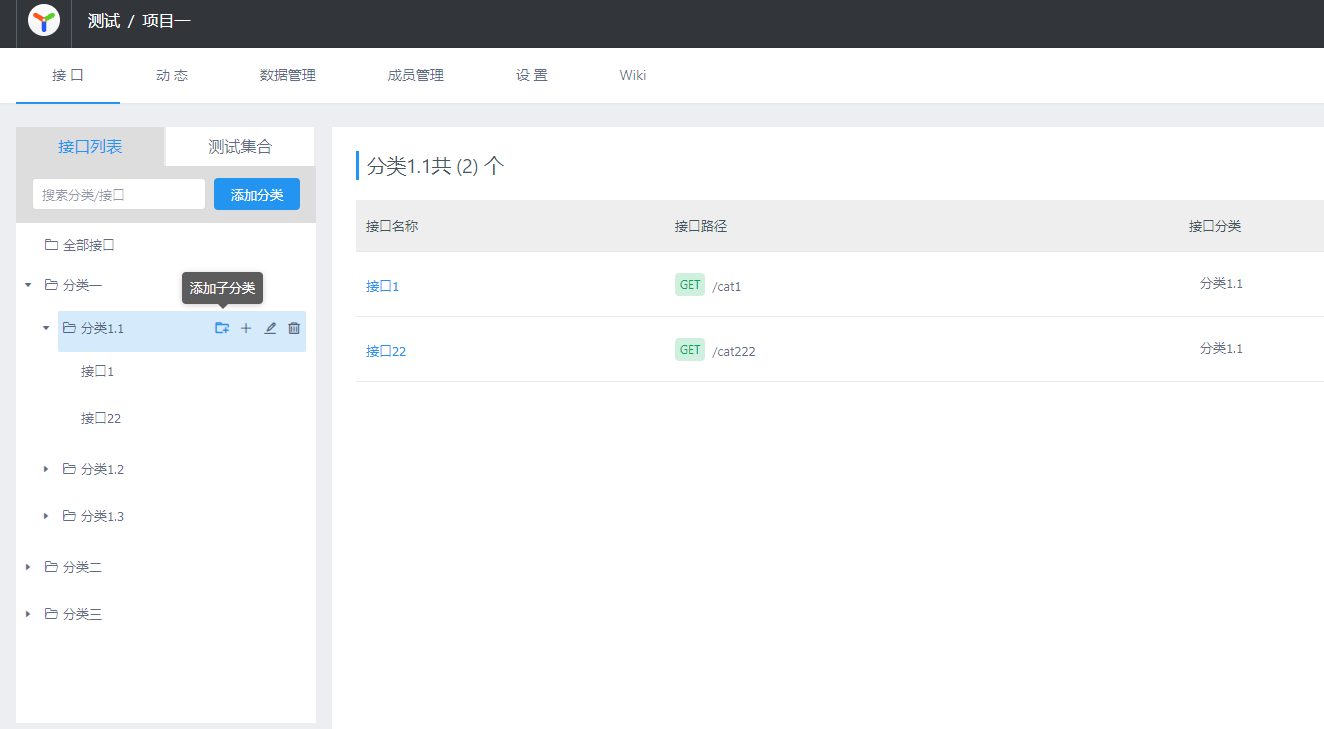 测试 / 项目一
接 口 动 态 数据管理 成员管理 设 置 Wiki
接口列表 测试集合
搜索分类/接口 添加分类
全部接口
分类一
添加子分类
分类1.1
接口1
接口22
分类1.2
分类1.3
分类二
分类三
分类1.1共 (2) 个
接口名称 接口路径 接口分类
接口1 GET /cat1 分类1.1
接口22 GET /cat222 分类1.1